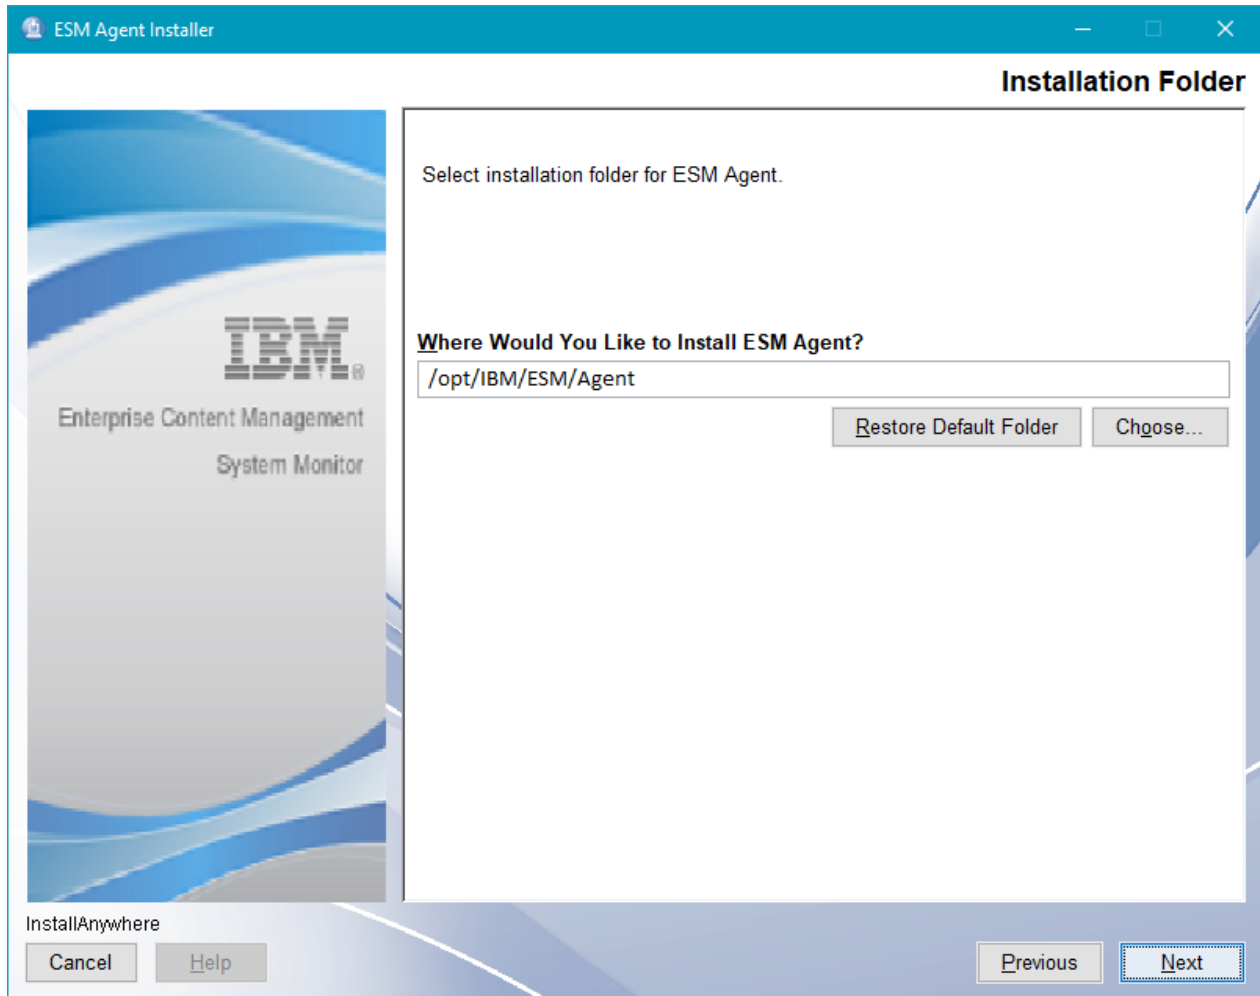 ESM Agent Installer
Installation Folder
Select installation folder for ESM Agent.
IBM®
Enterprise Content Management
System Monitor
Where Would You Like to Install ESM Agent?
/opt/IBM/ESM/Agent
Restore Default Folder
Choose...
InstallAnywhere
Cancel
Help
Previous
Next